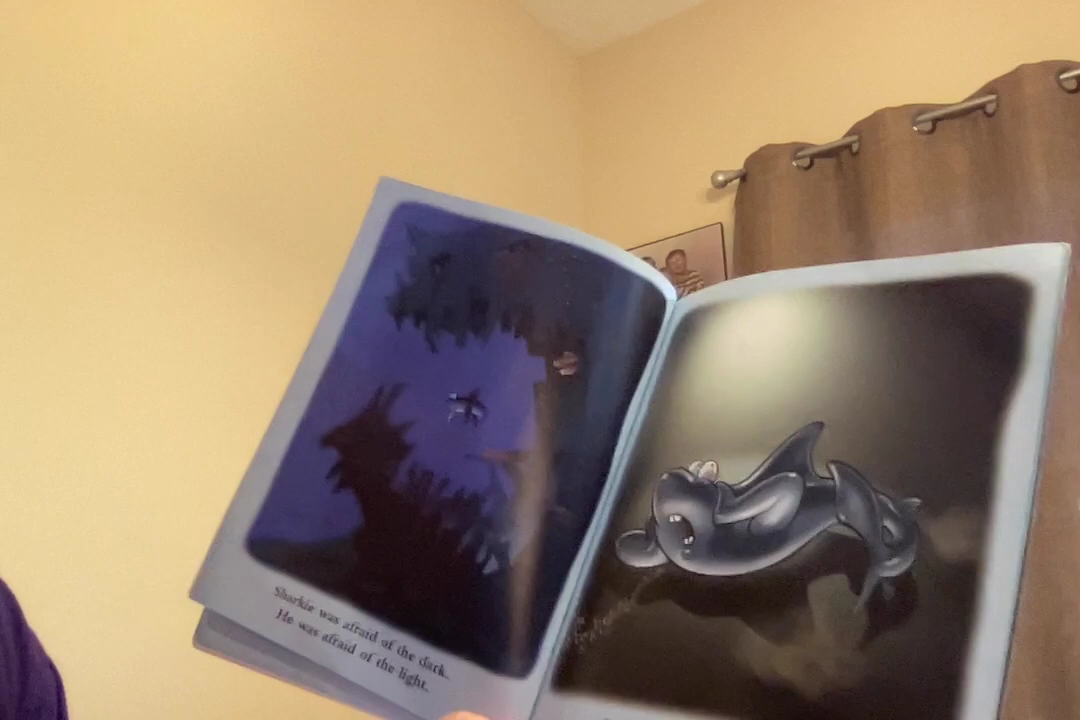 Sharkie was afraid of the dark.
He was afraid of the light.